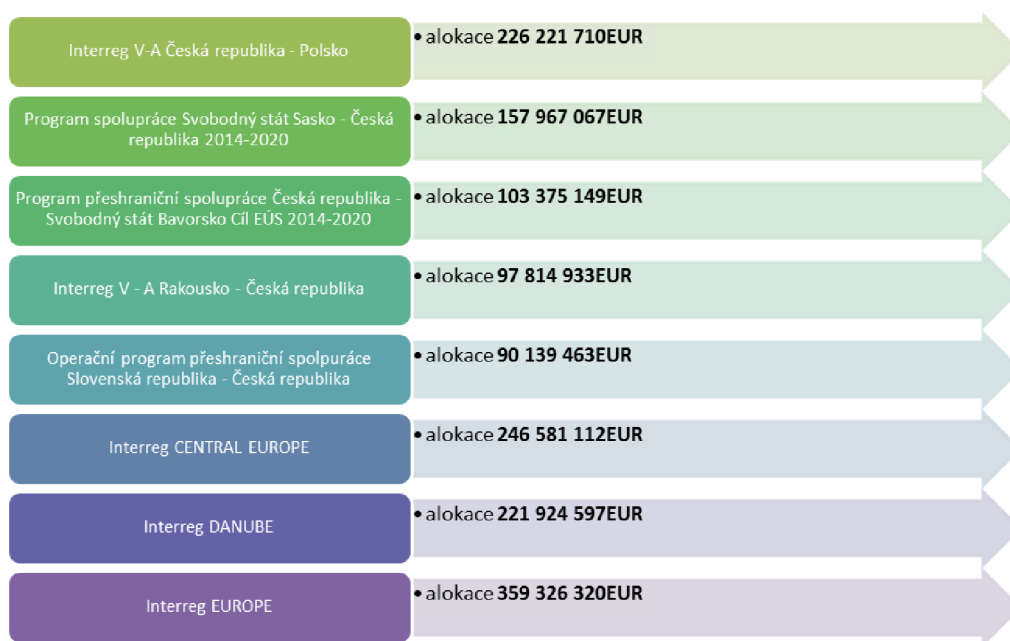 Interreg V-A Česká republika - Polsko
• alokace 226 221 710EUR
Program spolupráce Svobodný stát Sasko - Česká
republika 2014-2020
• alokace 157 967 067EUR
Program přeshraniční spolupráce Česká republika -
Svobodný stát Bavorsko Cíl EÚS 2014-2020
• alokace 103 375 149EUR
Interreg V - A Rakousko - Česká republika
• alokace 97 814 933EUR
Operační program přeshraniční spolpuráce
Slovenská republika - Česká republika
• alokace 90 139 463EUR
Interreg CENTRAL EUROPE
• alokace 246 581 112EUR
Interreg DANUBE
• alokace 221 924 597EUR
Interreg EUROPE
• alokace 359 326 320EUR